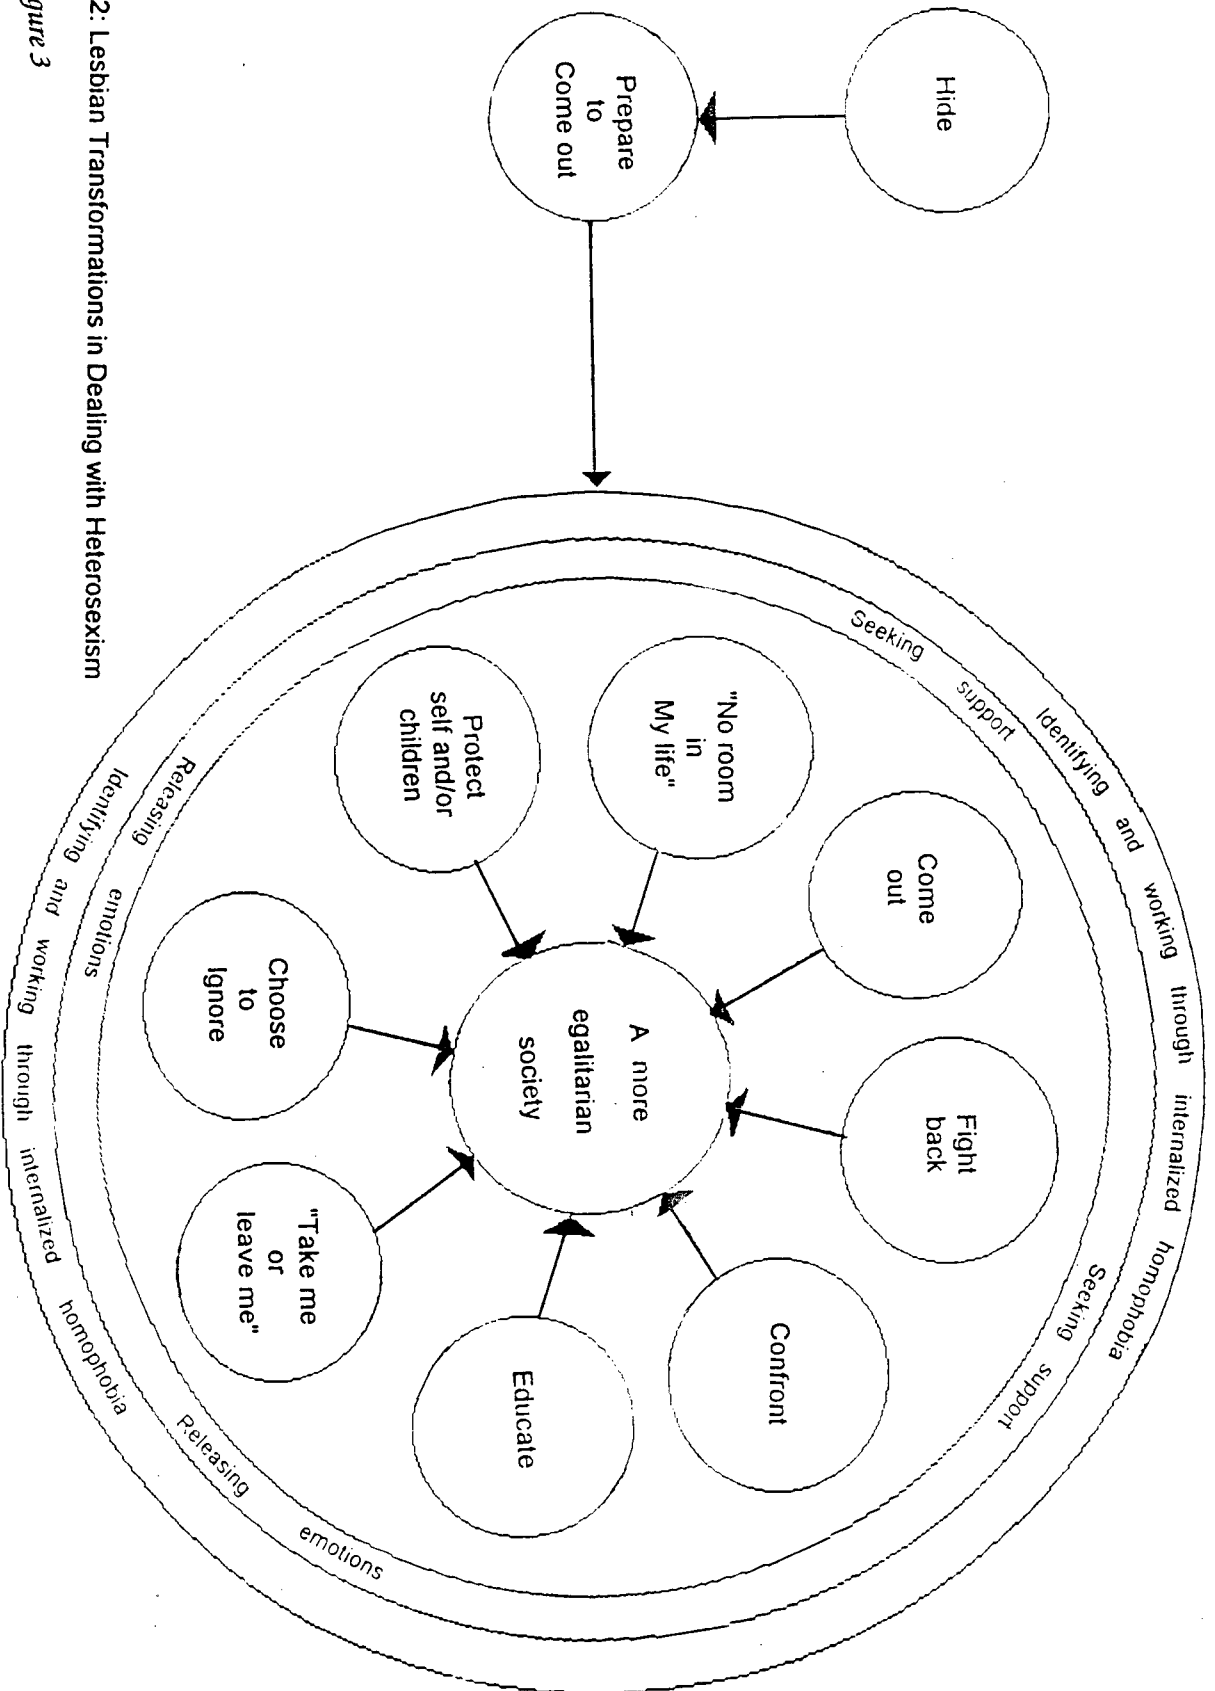 Hide
Prepare
to
Come out
Identifying and working through internalized homophobia
Seeking support
Seeking support
"No room
in
My life"
Come
out
Fight
back
Confront
Educate
"Take me
or
leave me"
Choose
to
Ignore
Protect
self and/or
children
A more
egalitarian
society
Releasing emotions
Releasing emotions
Identifying and working through internalized homophobia
2: Lesbian Transformations in Dealing with Heterosexism
gure 3